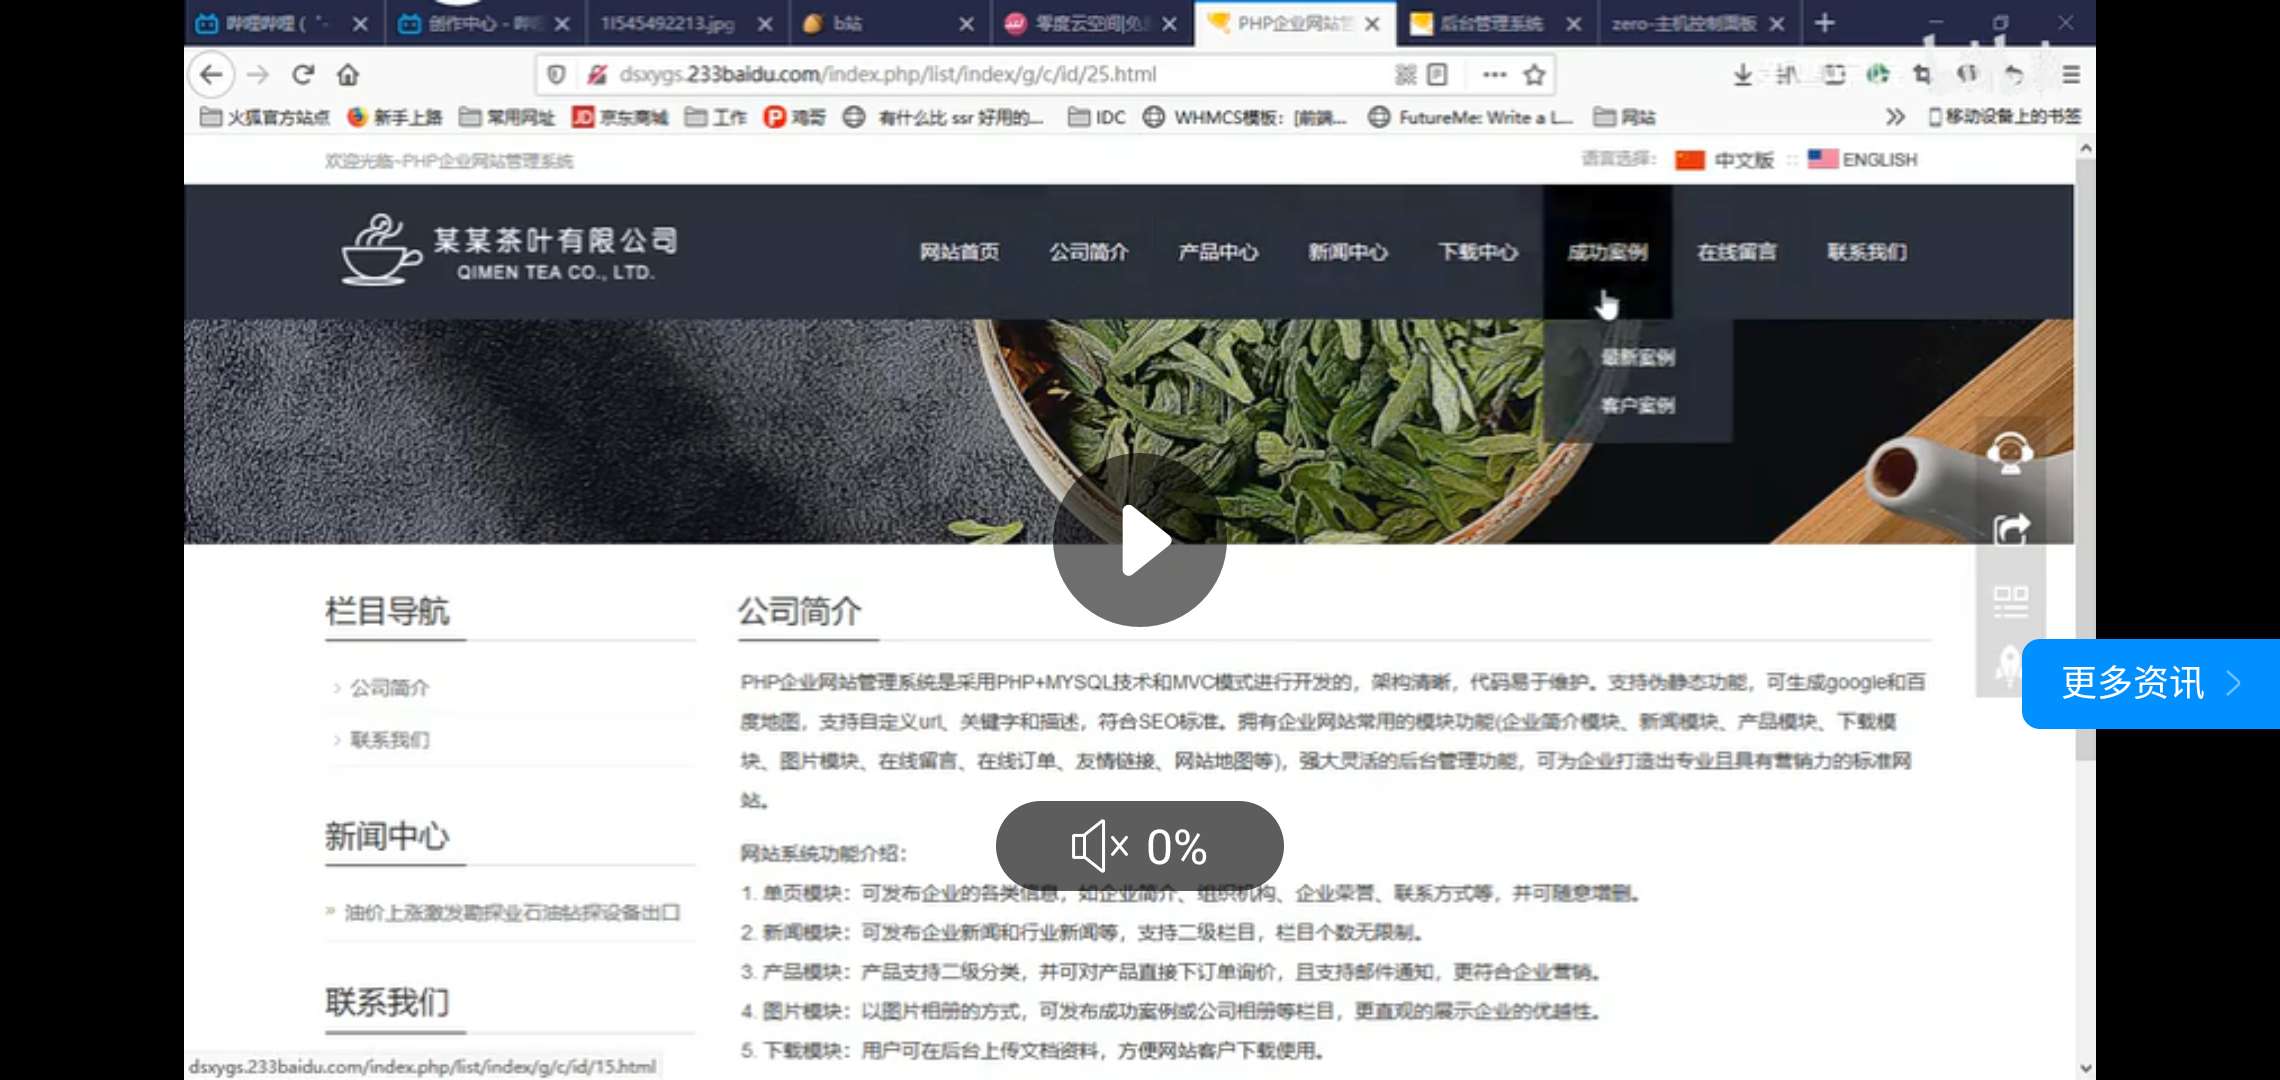 哔哩哔哩 ( ゜-
创作中心 - 哔哩
1I545492213.jpg
b站
零度云空间|免
PHP企业网站管
后台管理系统
zero-主机控制面板
dsxygs.233baidu.com/index.php/list/index/g/c/id/25.html
火狐官方站点
新手上路
常用网址
京东商城
工作
鸡哥
有什么比 ssr 好用的...
IDC
WHMCS模板：[前端...
FutureMe: Write a L...
网站
移动设备上的书签
欢迎光临~PHP企业网站管理系统
语言选择： 中文版 :: ENGLISH
某某茶叶有限公司
QIMEN TEA CO., LTD.
网站首页
公司简介
产品中心
新闻中心
下载中心
成功案例
在线留言
联系我们
最新案例
客户案例
栏目导航
公司简介
联系我们
新闻中心
油价上涨激发勘探业石油钻探设备出口
联系我们
公司简介
PHP企业网站管理系统是采用PHP+MYSQL技术和MVC模式进行开发的，架构清晰，代码易于维护。支持伪静态功能，可生成google和百
度地图，支持自定义url、关键字和描述，符合SEO标准。拥有企业网站常用的模块功能(企业简介模块、新闻模块、产品模块、下载模
块、图片模块、在线留言、在线订单、友情链接、网站地图等)，强大灵活的后台管理功能，可为企业打造出专业且具有营销力的标准网
站。
网站系统功能介绍：
1. 单页模块：可发布企业的各类信息，如企业简介、组织机构、企业荣誉、联系方式等，并可随意增删。
2. 新闻模块：可发布企业新闻和行业新闻等，支持二级栏目，栏目个数无限制。
3. 产品模块：产品支持二级分类，并可对产品直接下订单询价，且支持邮件通知，更符合企业营销。
4. 图片模块：以图片相册的方式，可发布成功案例或公司相册等栏目，更直观的展示企业的优越性。
5. 下载模块：用户可在后台上传文档资料，方便网站客户下载使用。
更多资讯
0%
dsxygs.233baidu.com/index.php/list/index/g/c/id/15.html